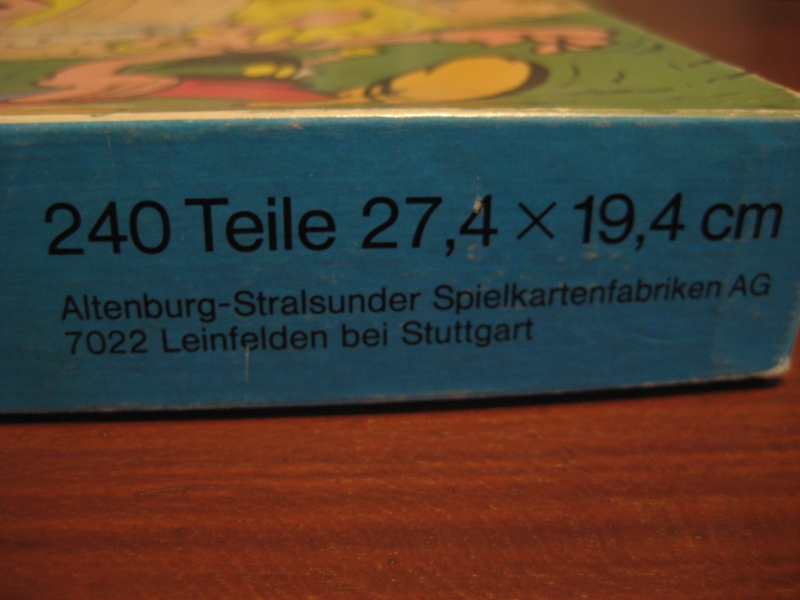 240 Teile 27,4 × 19,4 cm
Altenburg-Stralsunder Spielkartenfabriken AG
7022 Leinfelden bei Stuttgart